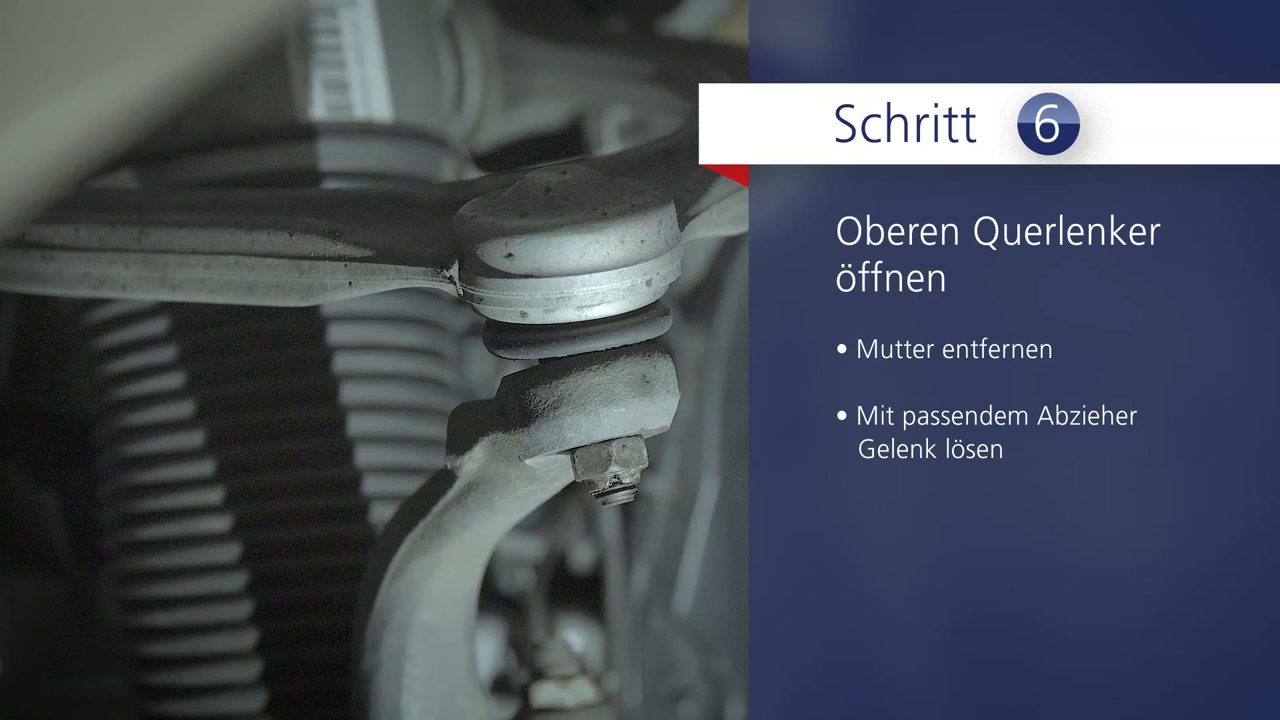 Schritt 6
Oberen Querlenker
öffnen
• Mutter entfernen
• Mit passendem Abzieher
Gelenk lösen